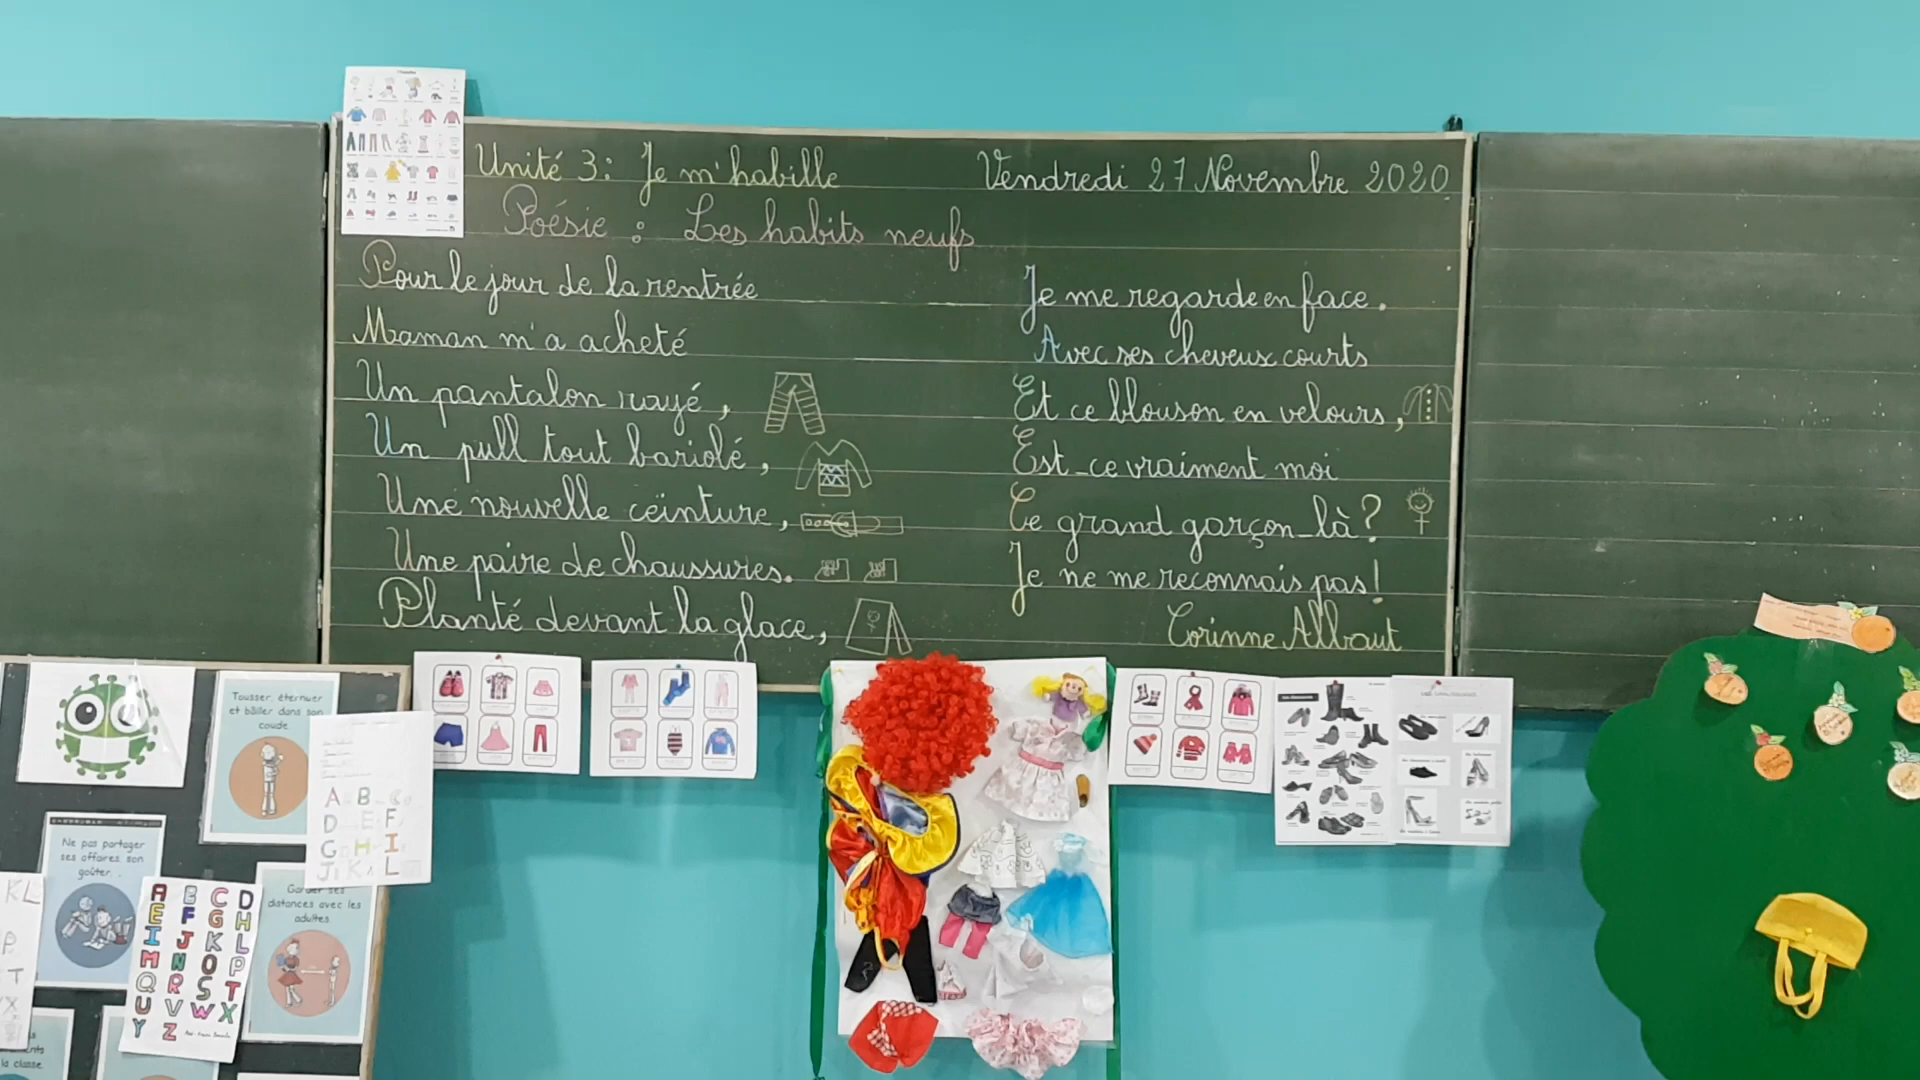 Unité 3: Je m'habille
Vendredi 27 Novembre 2020
Poésie : Les habits neufs
Pour le jour de la rentrée
Maman m'a acheté
Un pantalon rayé,
Un pull tout bariolé,
Une nouvelle ceinture,
Une paire de chaussures.
Planté devant la glace,
Je me regarde en face.
Avec ses cheveux courts
Et ce blouson en velours,
Est-ce vraiment moi
Ce grand garçon-là?
Je ne me reconnais pas!
Corinne Albaut
Tousser, éternuer
et bâiller dans son
coude.
Ne pas partager
ses affaires, son
goûter...
Garder ses
distances avec les
adultes.
A B C
D E F
G H I
J K L
A B C D
E F G H
I J K L
M N O P
Q R S T
U V W X
Y Z
K L
P
T
X
la classe.